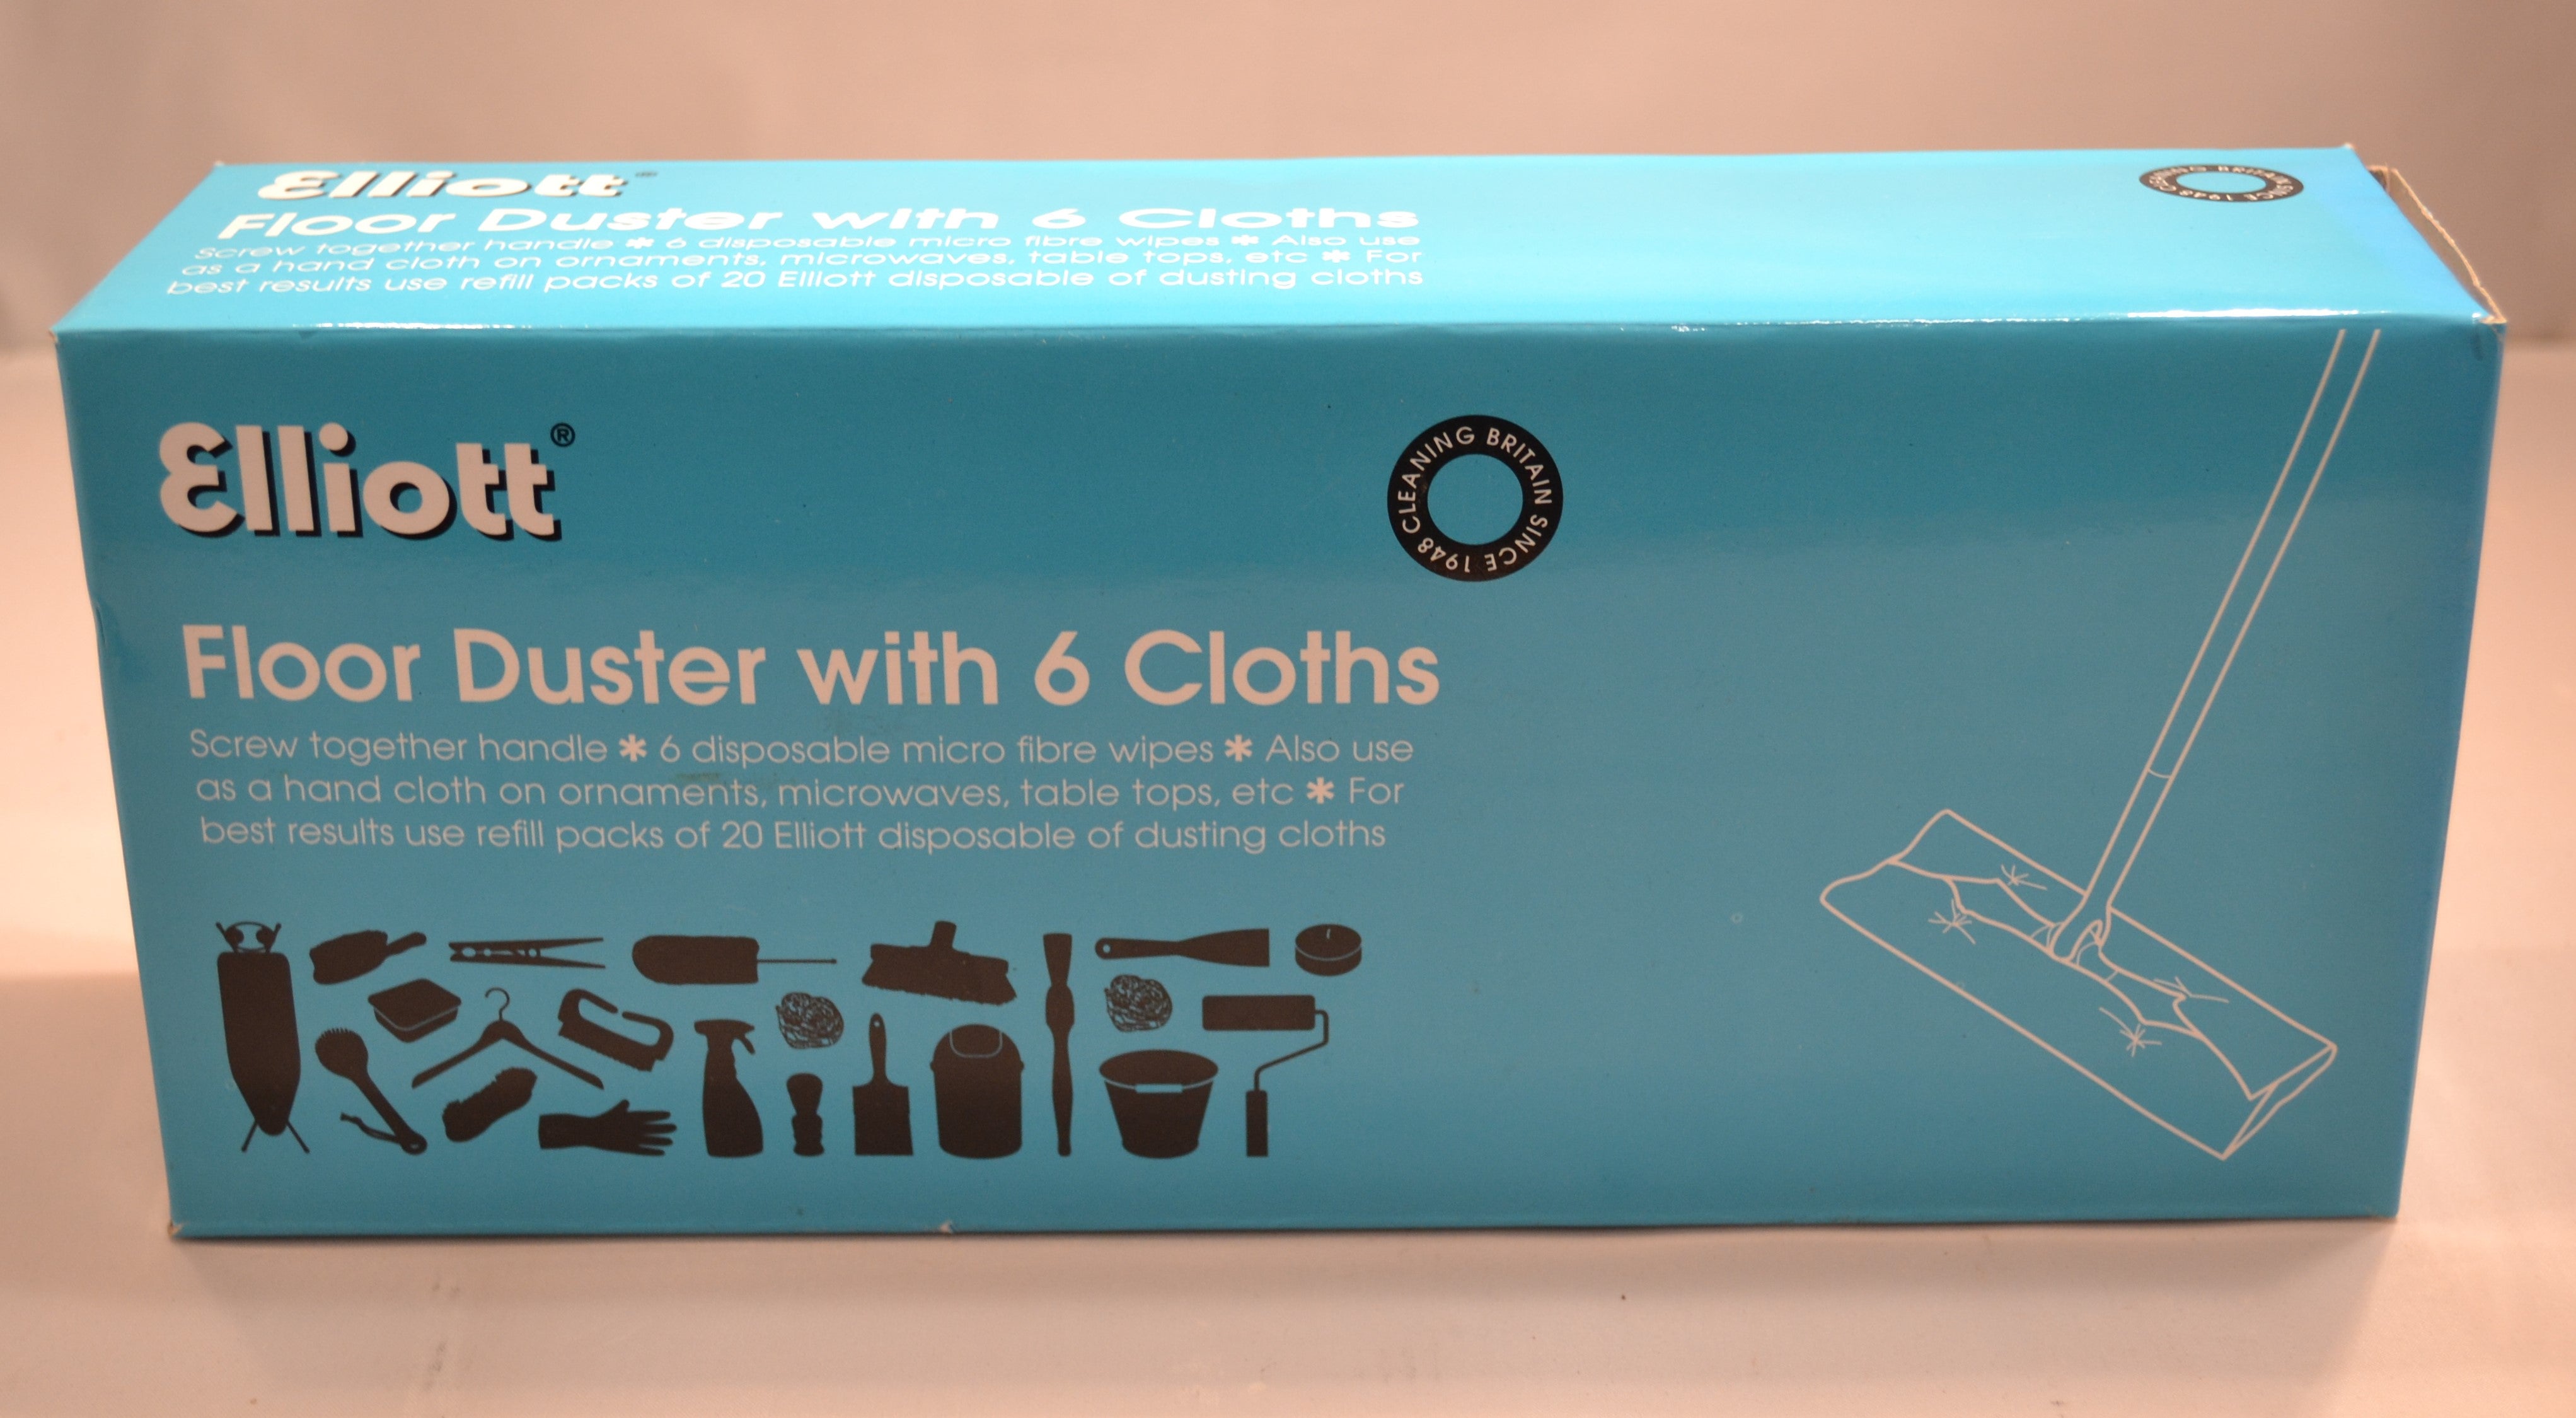 Elliott
CLEANING BRITAIN SINCE 1948
Floor Duster with 6 Cloths
Screw together handle * 6 disposable micro fibre wipes * Also use
as a hand cloth on ornaments, microwaves, table tops, etc * For
best results use refill packs of 20 Elliott disposable of dusting cloths
Elliott®
CLEANING BRITAIN SINCE 1948
Floor Duster with 6 Cloths
Screw together handle * 6 disposable micro fibre wipes * Also use
as a hand cloth on ornaments, microwaves, table tops, etc * For
best results use refill packs of 20 Elliott disposable of dusting cloths